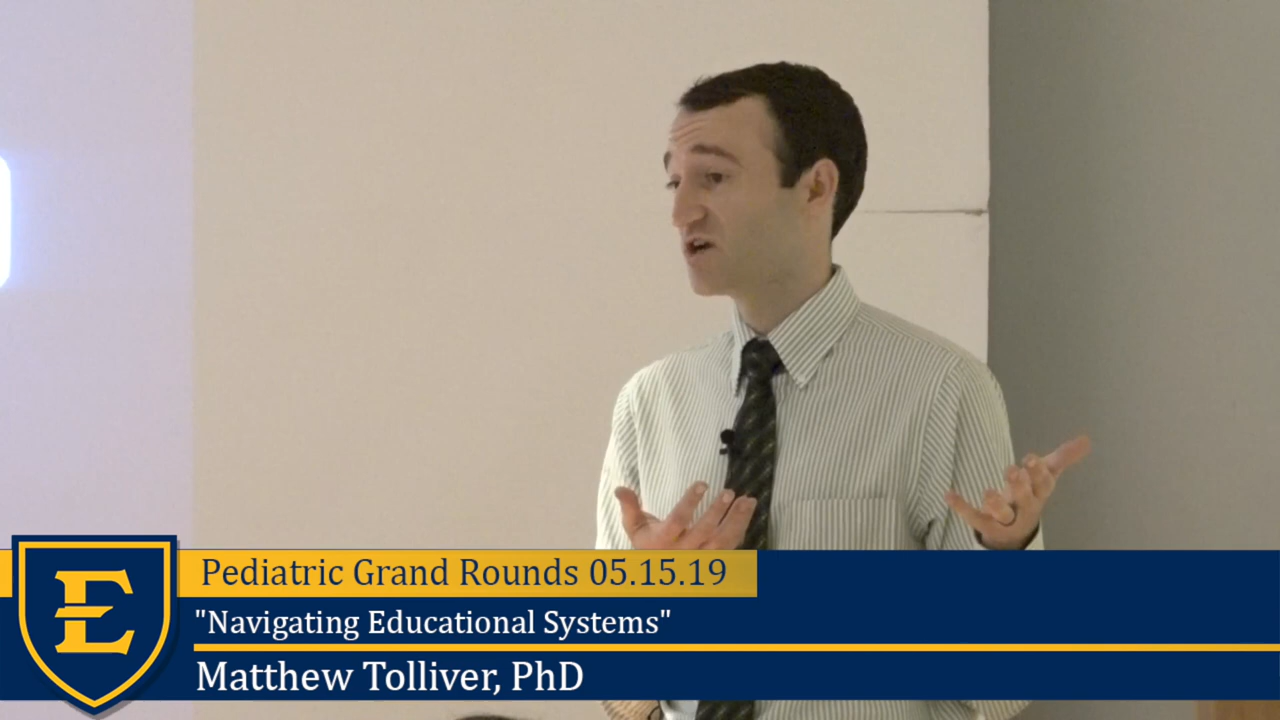 Pediatric Grand Rounds 05.15.19
"Navigating Educational Systems"
E
Matthew Tolliver, PhD